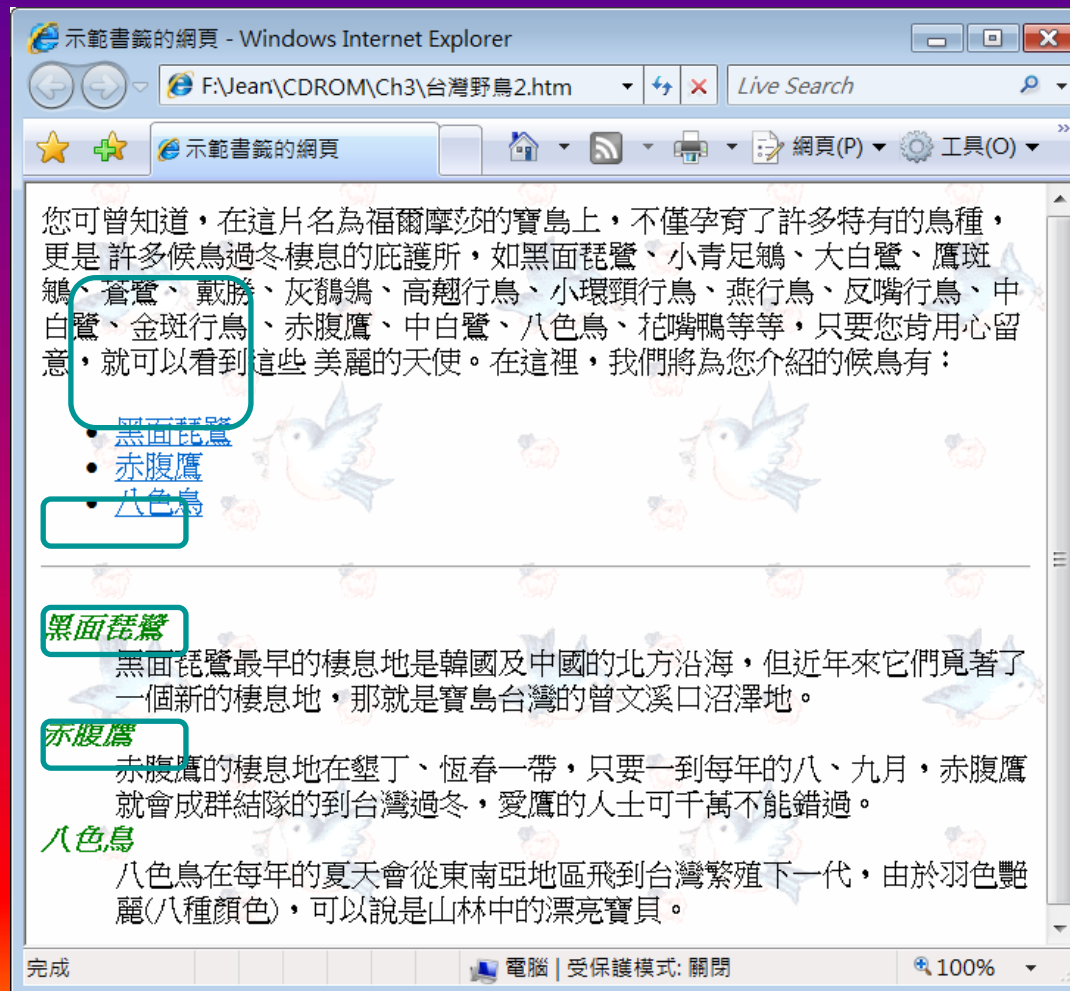 示範書籤的網頁 - Windows Internet Explorer
F:\Jean\CDROM\Ch3\台灣野鳥2.htm
Live Search
示範書籤的網頁
網頁(P)
工具(O)
您可曾知道，在這片名為福爾摩莎的寶島上，不僅孕育了許多特有的鳥種，
更是 許多候鳥過冬棲息的庇護所，如黑面琵鷺、小青足鷸、大白鷺、鷹斑
鷸、蒼鷺、 戴勝、灰鶺鴒、高翹行鳥、小環頸行鳥、燕行鳥、反嘴行鳥、中
白鷺、金斑行鳥 、赤腹鷹、中白鷺、八色鳥、花嘴鴨等等，只要您肯用心留
意，就可以看到這些 美麗的天使。在這裡，我們將為您介紹的候鳥有：
• 黑面琵鷺
• 赤腹鷹
• 八色鳥
黑面琵鷺
黑面琵鷺最早的棲息地是韓國及中國的北方沿海，但近年來它們覓著了
一個新的棲息地，那就是寶島台灣的曾文溪口沼澤地。
赤腹鷹
赤腹鷹的棲息地在墾丁、恆春一帶，只要一到每年的八、九月，赤腹鷹
就會成群結隊的到台灣過冬，愛鷹的人士可千萬不能錯過。
八色鳥
八色鳥在每年的夏天會從東南亞地區飛到台灣繁殖下一代，由於羽色艷
麗(八種顏色)，可以說是山林中的漂亮寶貝。
完成
電腦 | 受保護模式: 關閉
100%